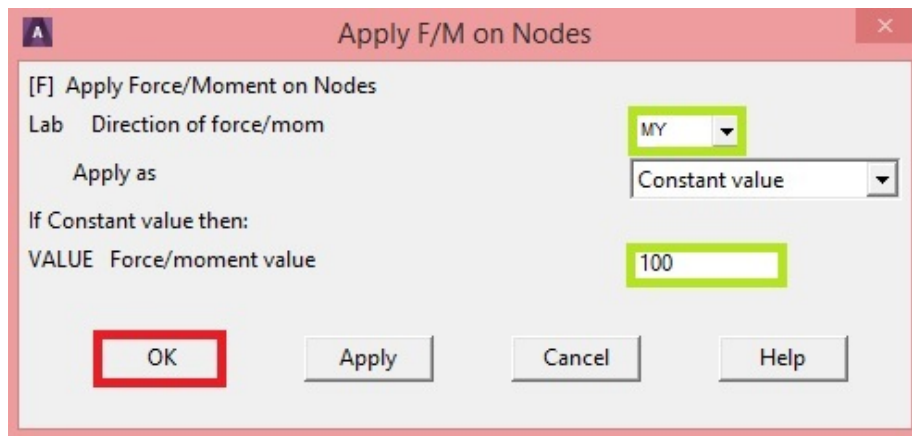 Apply F/M on Nodes
[F] Apply Force/Moment on Nodes
Lab Direction of force/mom MY
Apply as Constant value
If Constant value then:
VALUE Force/moment value 100
OK Apply Cancel Help